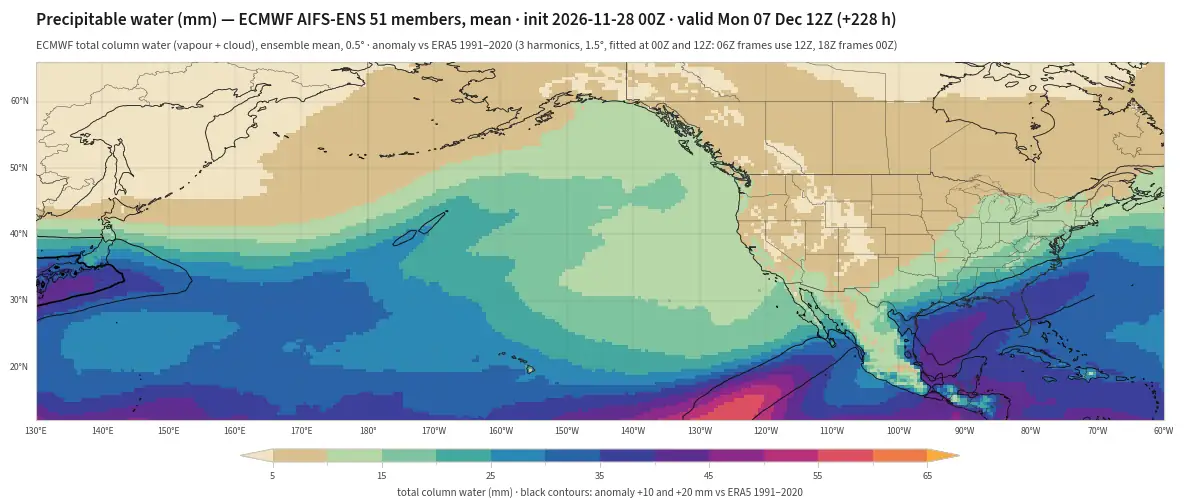 Precipitable water (mm) — ECMWF AIFS-ENS 51 members, mean · init 2026-11-28 00Z · valid Mon 07 Dec 12Z (+228 h)
ECMWF total column water (vapour + cloud), ensemble mean, 0.5° · anomaly vs ERA5 1991–2020 (3 harmonics, 1.5°, fitted at 00Z and 12Z: 06Z frames use 12Z, 18Z frames 00Z)
60°N
50°N
40°N
30°N
20°N
130°E 140°E 150°E 160°E 170°E 180° 170°W 160°W 150°W 140°W 130°W 120°W 110°W 100°W 90°W 80°W 70°W 60°W
5 15 25 35 45 55 65
total column water (mm) · black contours: anomaly +10 and +20 mm vs ERA5 1991–2020